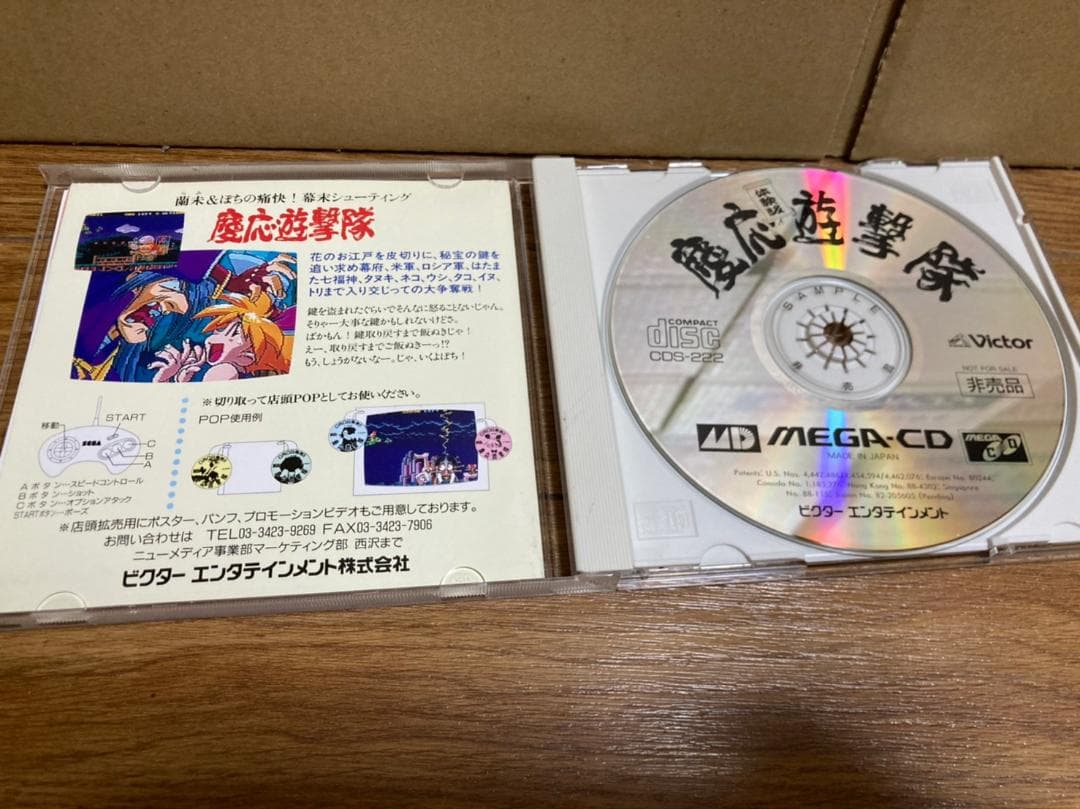 蘭未&ぽちの痛快!幕末シューティング
らみ
慶応遊撃隊
花のお江戸を皮切りに、秘宝の鍵を
追い求め幕府、米軍、ロシア軍、はたま
た七福神、タヌキ、ネコ、ウシ、タコ、イヌ、
トリまで入り交じっての大争奪戦!
鍵を盗まれたぐらいでそんなに怒ることないじゃん。
そりゃー大事な鍵かもしれないけどさ。
ばかもん!鍵取り戻すまで飯ぬきじゃ!
えー、取り戻すまでご飯ぬきーっ!?
もう、しょうがないなー。じゃ、いくよぽち!
※切り取って店頭POPとしてお使いください。
POP使用例
移動
START
SEGA
C
B
A
Aボタン…スピードコントロール
Bボタン…ショット
Cボタン…オプションアタック
STARTボタン…ポーズ
※店頭拡売用にポスター、パンフ、プロモーションビデオもご用意しております。
お問い合わせは TEL03-3423-9269 FAX03-3423-7906
ニューメディア事業部マーケティング部 西沢まで
ビクター エンタテインメント株式会社
体験版
慶応遊撃隊
SAMPLE
COMPACT
disc
CDS-222
Victor
NOT FOR SALE
非売品
MD MEGA-CD
MEGA CD
MADE IN JAPAN
ビクター エンタテインメント